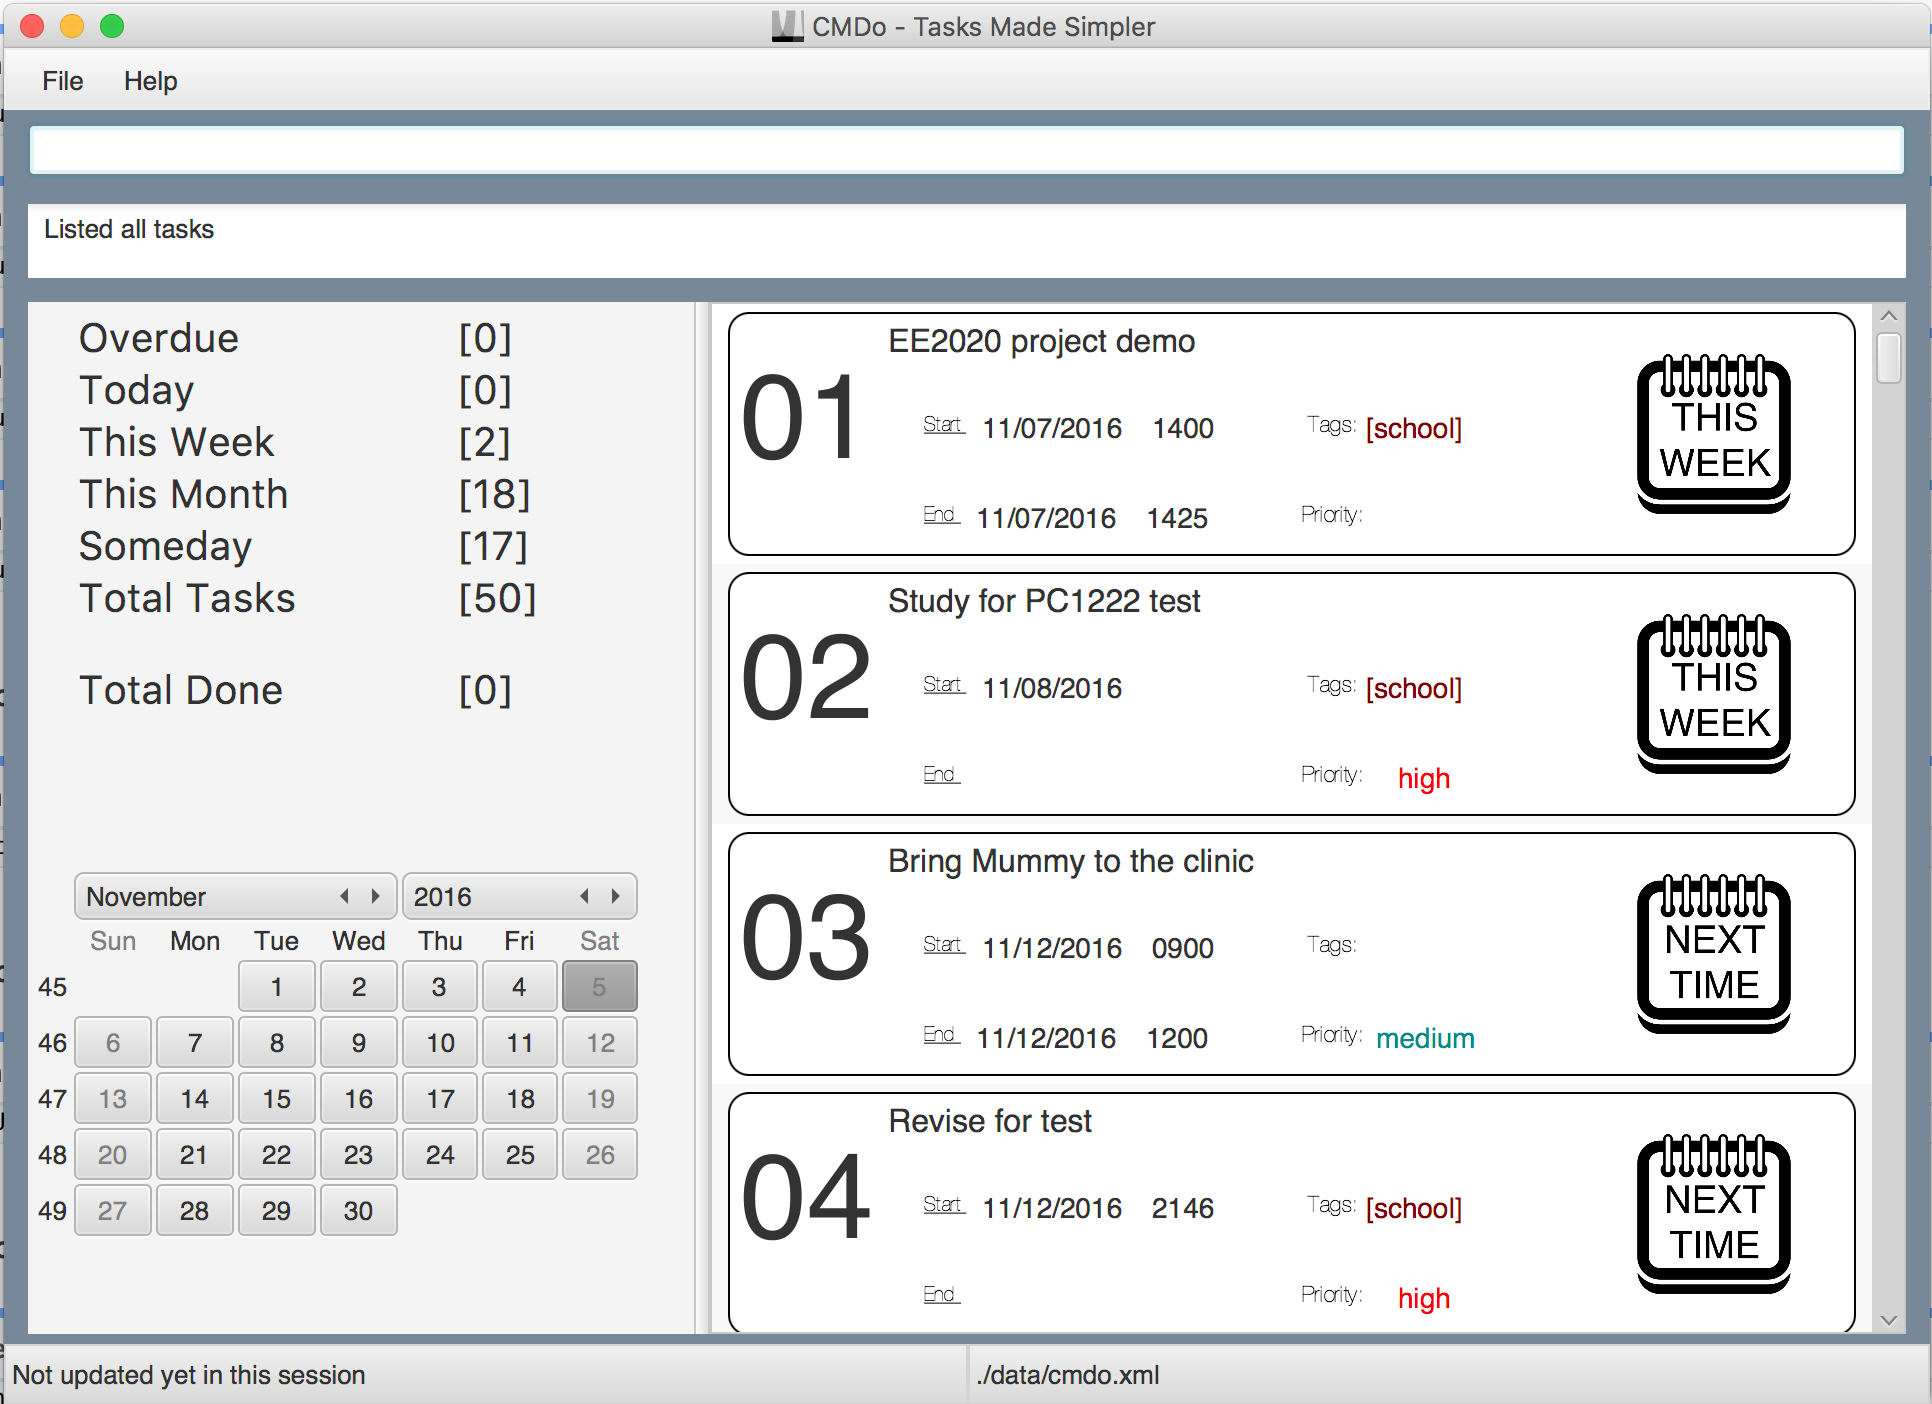 CMDo - Tasks Made Simpler
File Help
Listed all tasks
Overdue [0]
Today [0]
This Week [2]
This Month [18]
Someday [17]
Total Tasks [50]
Total Done [0]
November 2016
Sun Mon Tue Wed Thu Fri Sat
45 1 2 3 4 5
46 6 7 8 9 10 11 12
47 13 14 15 16 17 18 19
48 20 21 22 23 24 25 26
49 27 28 29 30
01
EE2020 project demo
Start 11/07/2016 1400 Tags: [school]
End 11/07/2016 1425 Priority:
THIS
WEEK
02
Study for PC1222 test
Start 11/08/2016 Tags: [school]
End Priority: high
THIS
WEEK
03
Bring Mummy to the clinic
Start 11/12/2016 0900 Tags:
End 11/12/2016 1200 Priority: medium
NEXT
TIME
04
Revise for test
Start 11/12/2016 2146 Tags: [school]
End Priority: high
NEXT
TIME
Not updated yet in this session
./data/cmdo.xml